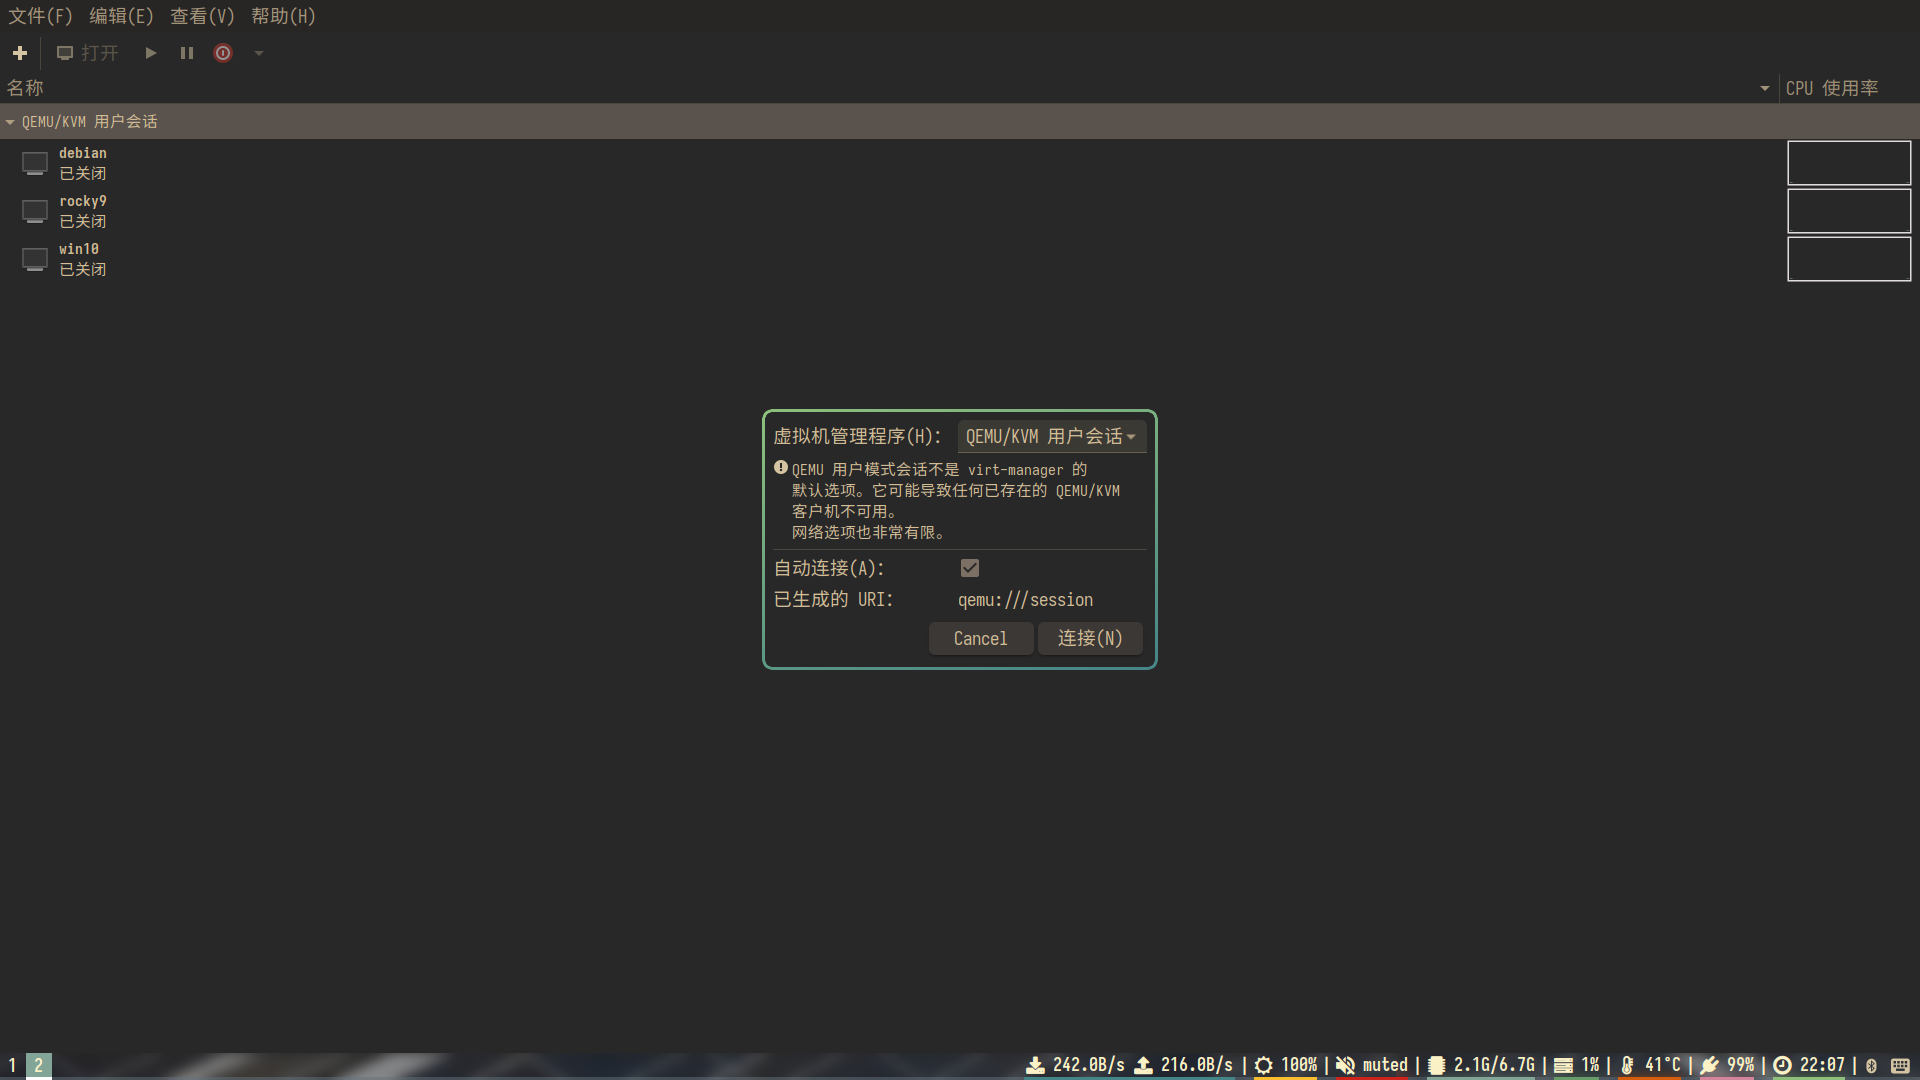 文件(F) 编辑(E) 查看(V) 帮助(H)
打开
名称 CPU 使用率
QEMU/KVM 用户会话
debian
已关闭
rocky9
已关闭
win10
已关闭
虚拟机管理程序(H): QEMU/KVM 用户会话
QEMU 用户模式会话不是 virt-manager 的
默认选项。它可能导致任何已存在的 QEMU/KVM
客户机不可用。
网络选项也非常有限。
自动连接(A):
已生成的 URI: qemu:///session
Cancel 连接(N)
1 2 242.0B/s 216.0B/s | 100% | muted | 2.1G/6.7G | 1% | 41°C | 99% | 22:07 |